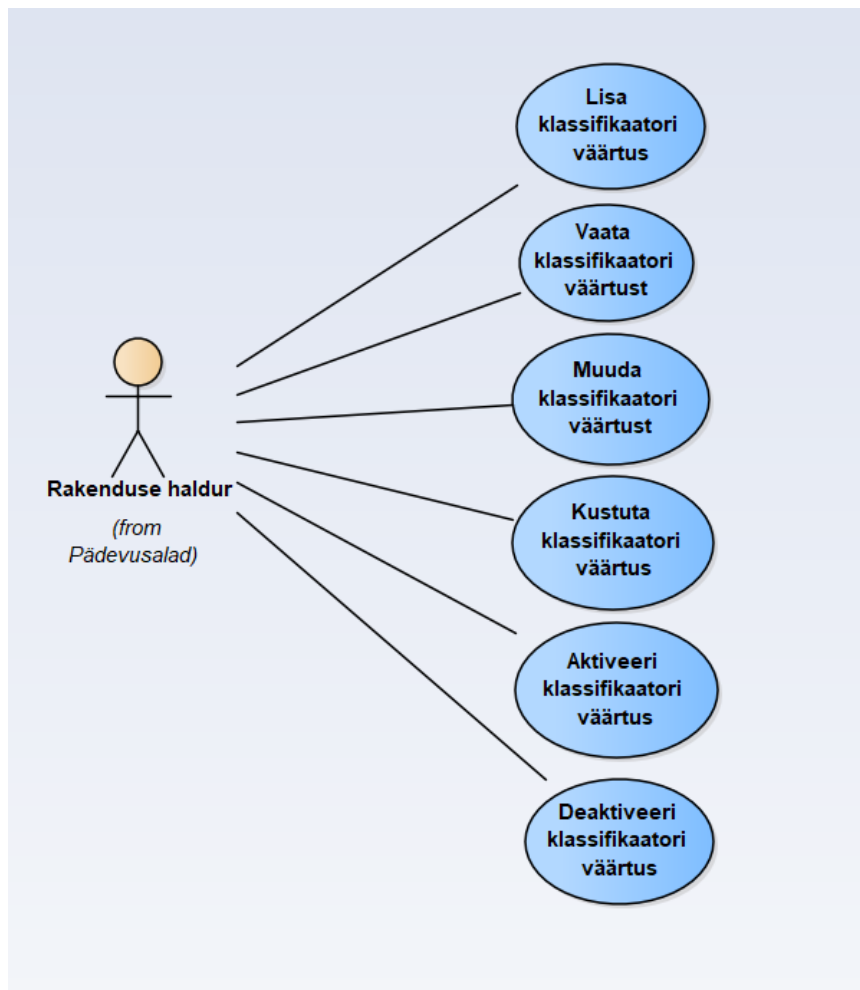 Lisa
klassifikaatori
väärtus
Vaata
klassifikaatori
väärtust
Muuda
klassifikaatori
väärtust
Rakenduse haldur
(from
Pädevusalad)
Kustuta
klassifikaatori
väärtus
Aktiveeri
klassifikaatori
väärtus
Deaktiveeri
klassifikaatori
väärtus